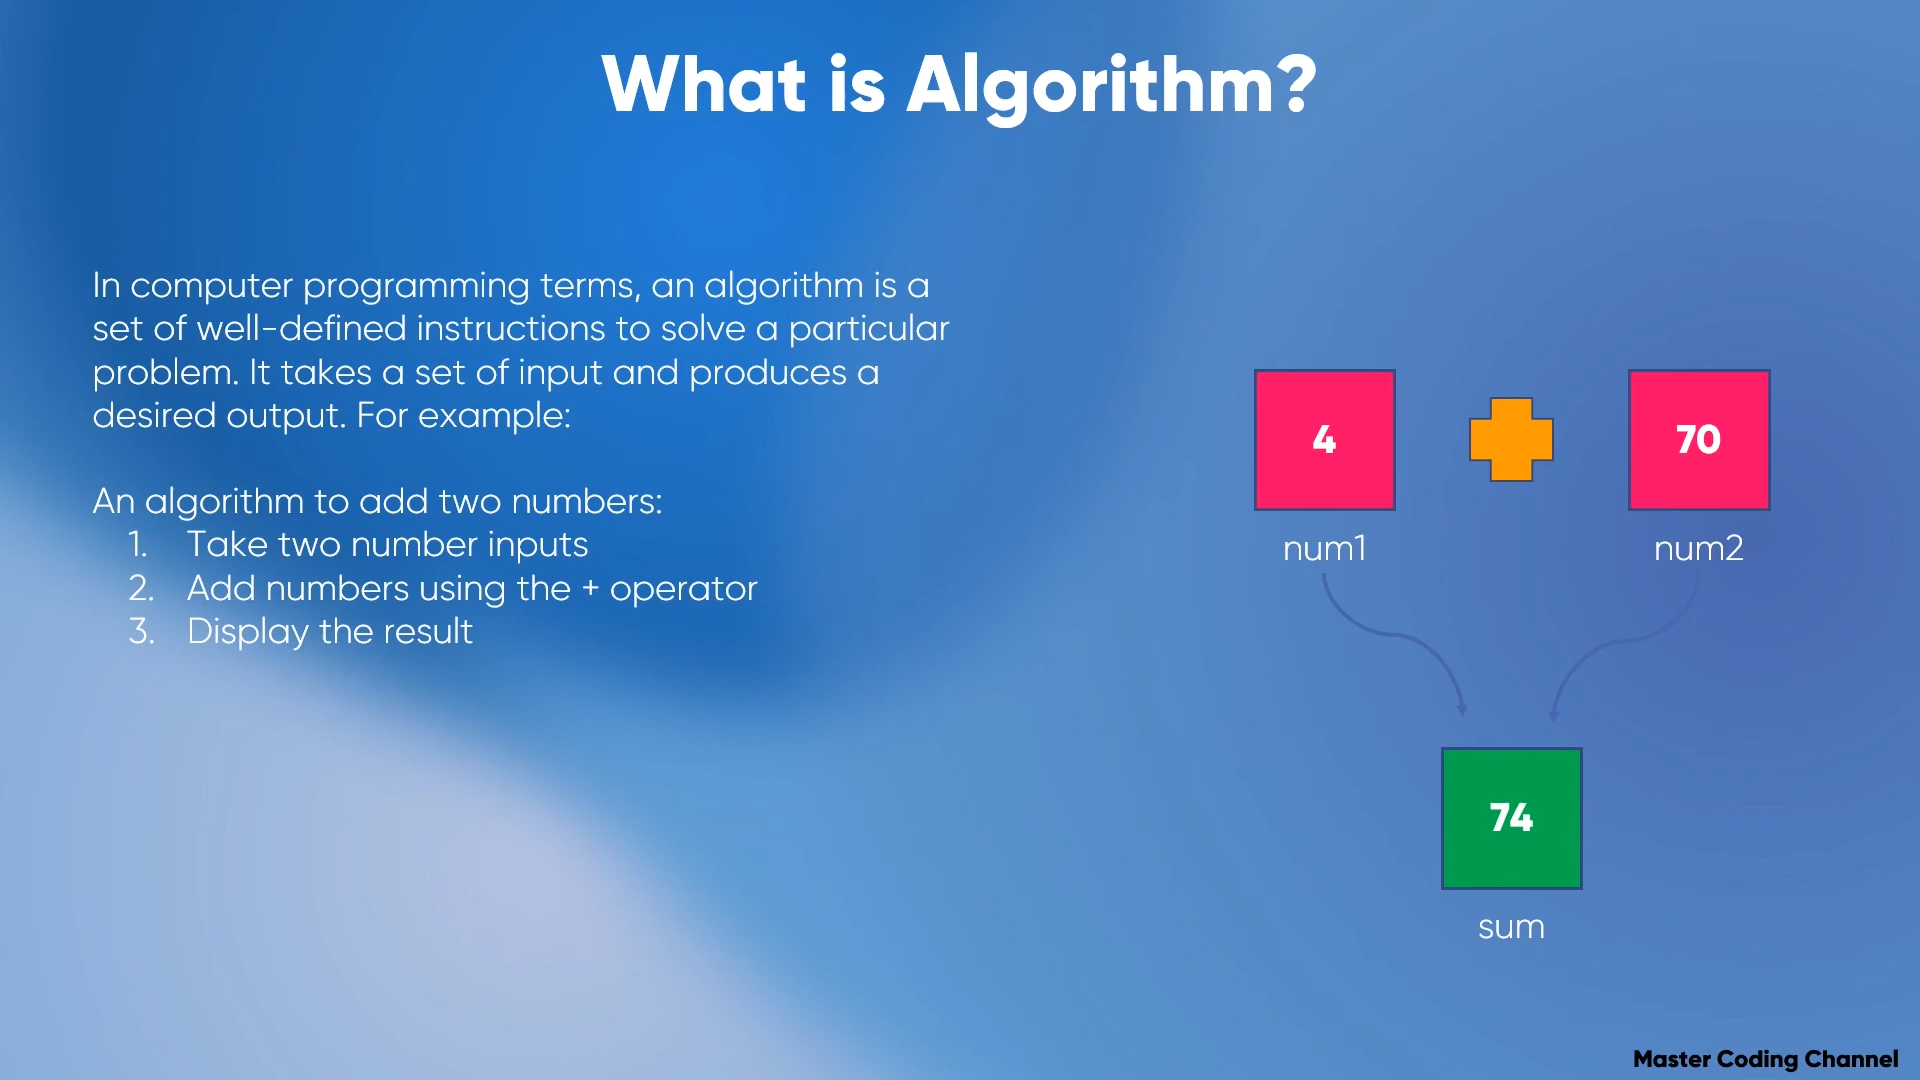 What is Algorithm?
In computer programming terms, an algorithm is a
set of well-defined instructions to solve a particular
problem. It takes a set of input and produces a
desired output. For example:
An algorithm to add two numbers:
1. Take two number inputs
2. Add numbers using the + operator
3. Display the result
4
70
num1
num2
74
sum
Master Coding Channel